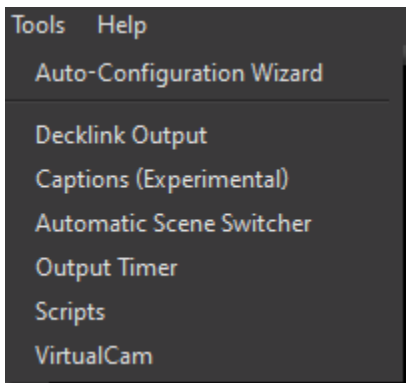 Tools Help
Auto-Configuration Wizard
Decklink Output
Captions (Experimental)
Automatic Scene Switcher
Output Timer
Scripts
VirtualCam